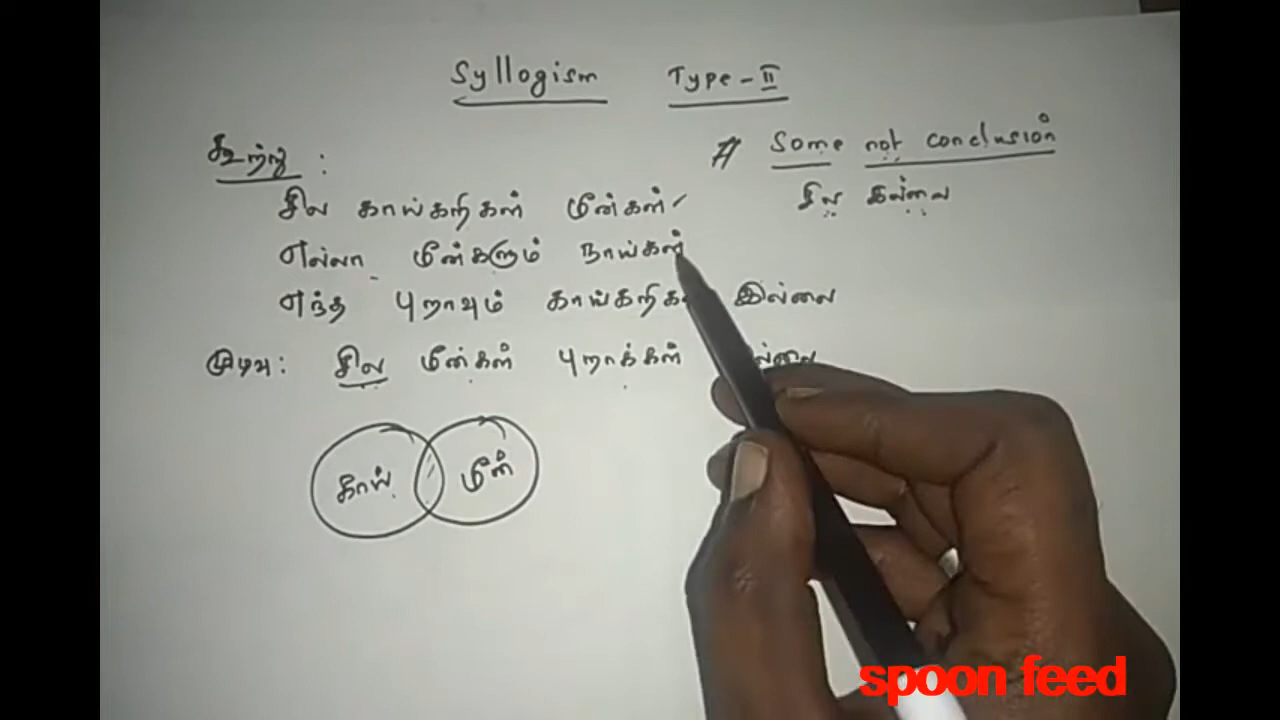 Syllogism Type - II
கூற்று :
# Some not conclusion
சில இல்லை
சில காய்கறிகள் மீன்கள்
எல்லா மீன்களும் நாய்கள்
எந்த புறாவும் காய்கறிகள் இல்லை
முடிவு : சில மீன்கள் புறாக்கள் இல்லை
காய் மீன்
spoon feed